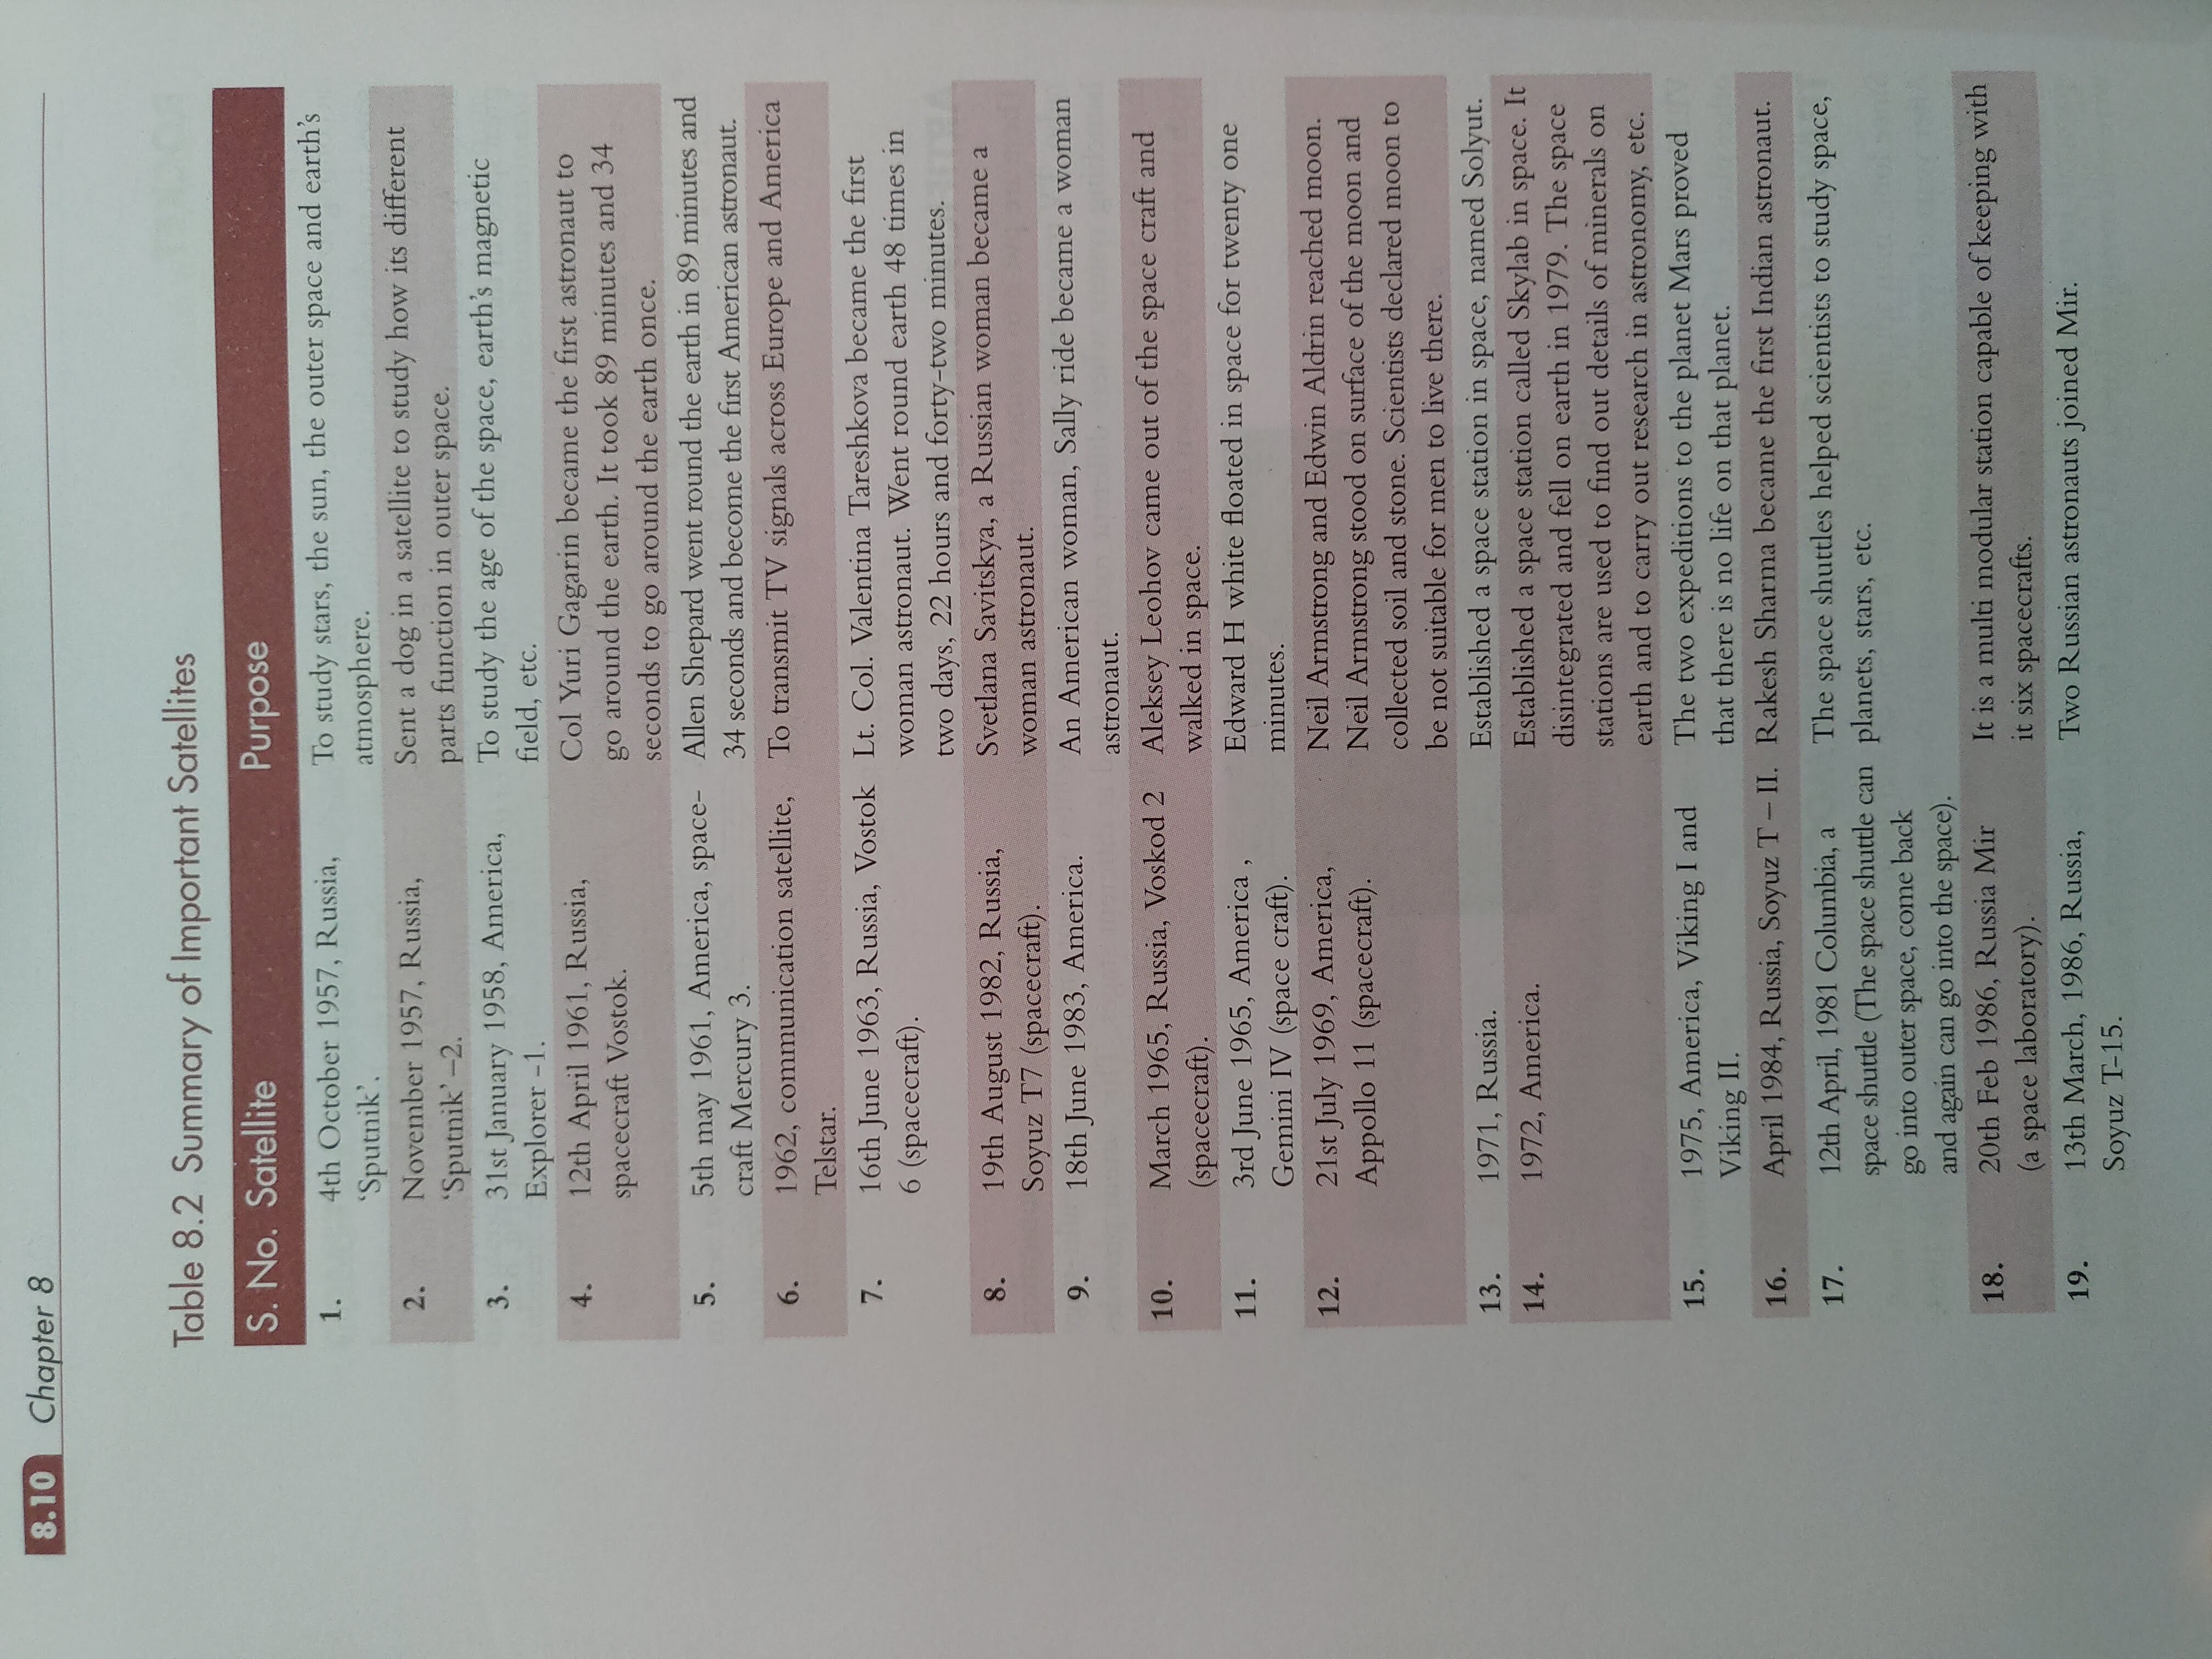 8.10 Chapter 8
Table 8.2 Summary of Important Satellites
S. No. Satellite Purpose
1. 4th October 1957, Russia, To study stars, the sun, the outer space and earth's
'Sputnik'. atmosphere.
2. November 1957, Russia, Sent a dog in a satellite to study how its different
'Sputnik' –2. parts function in outer space.
3. 31st January 1958, America, To study the age of the space, earth's magnetic
Explorer -1. field, etc.
4. 12th April 1961, Russia, Col Yuri Gagarin became the first astronaut to
spacecraft Vostok. go around the earth. It took 89 minutes and 34
seconds to go around the earth once.
5. 5th may 1961, America, space- Allen Shepard went round the earth in 89 minutes and
craft Mercury 3. 34 seconds and become the first American astronaut.
6. 1962, communication satellite, To transmit TV signals across Europe and America
Telstar.
7. 16th June 1963, Russia, Vostok Lt. Col. Valentina Tareshkova became the first
6 (spacecraft). woman astronaut. Went round earth 48 times in
two days, 22 hours and forty-two minutes.
8. 19th August 1982, Russia, Svetlana Savitskya, a Russian woman became a
Soyuz T7 (spacecraft). woman astronaut.
9. 18th June 1983, America. An American woman, Sally ride became a woman
astronaut.
10. March 1965, Russia, Voskod 2 Aleksey Leohov came out of the space craft and
(spacecraft). walked in space.
11. 3rd June 1965, America , Edward H white floated in space for twenty one
Gemini IV (space craft). minutes.
12. 21st July 1969, America, Neil Armstrong and Edwin Aldrin reached moon.
Appollo 11 (spacecraft). Neil Armstrong stood on surface of the moon and
collected soil and stone. Scientists declared moon to
be not suitable for men to live there.
13. 1971, Russia. Established a space station in space, named Solyut.
14. 1972, America. Established a space station called Skylab in space. It
disintegrated and fell on earth in 1979. The space
stations are used to find out details of minerals on
earth and to carry out research in astronomy, etc.
15. 1975, America, Viking I and The two expeditions to the planet Mars proved
Viking II. that there is no life on that planet.
16. April 1984, Russia, Soyuz T – II. Rakesh Sharma became the first Indian astronaut.
17. 12th April, 1981 Columbia, a The space shuttles helped scientists to study space,
space shuttle (The space shuttle can planets, stars, etc.
go into outer space, come back
and again can go into the space).
18. 20th Feb 1986, Russia Mir It is a multi modular station capable of keeping with
(a space laboratory). it six spacecrafts.
19. 13th March, 1986, Russia, Two Russian astronauts joined Mir.
Soyuz T-15.